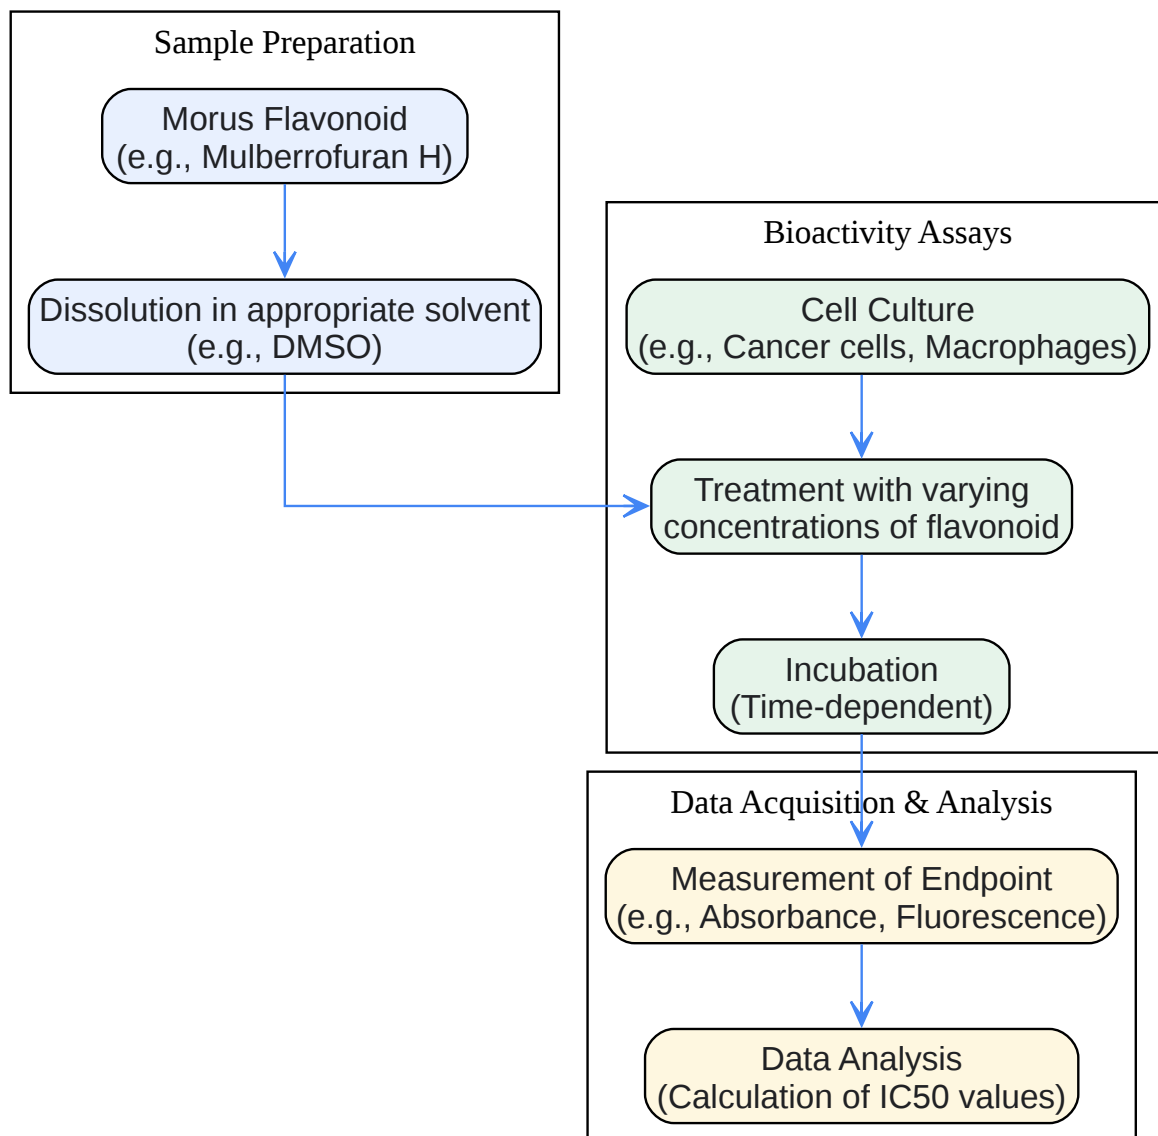 Sample Preparation
Morus Flavonoid
(e.g., Mulberrofuran H)
Dissolution in appropriate solvent
(e.g., DMSO)
Bioactivity Assays
Cell Culture
(e.g., Cancer cells, Macrophages)
Treatment with varying
concentrations of flavonoid
Incubation
(Time-dependent)
Data Acquisition & Analysis
Measurement of Endpoint
(e.g., Absorbance, Fluorescence)
Data Analysis
(Calculation of IC50 values)